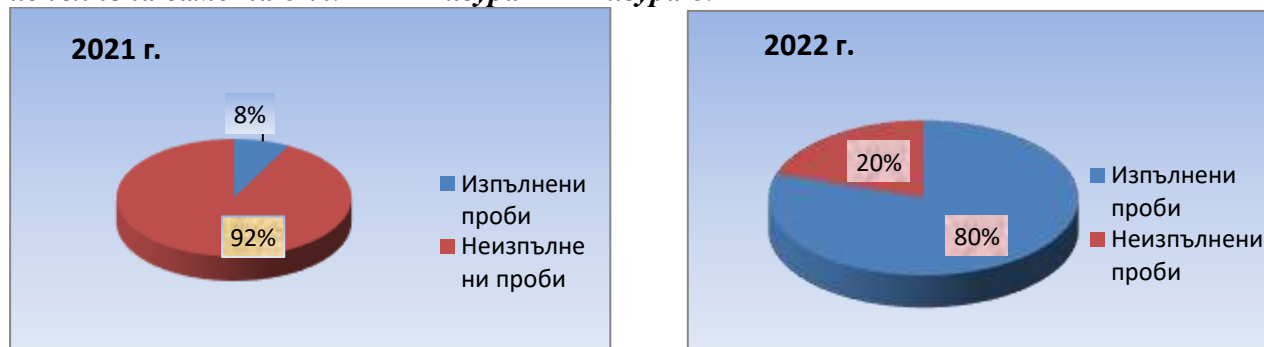 2021 г.
8%
92%
Изпълнени
проби
Неизпълне
ни проби
2022 г.
20%
80%
Изпълнени
проби
Неизпълнени
проби